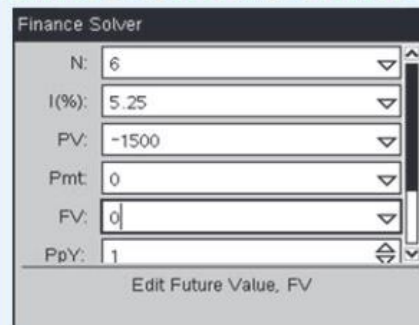 Finance Solver
N: 6
I(%): 5.25
PV: -1500
Pmt: 0
FV: 0
PpY: 1
Edit Future Value, FV